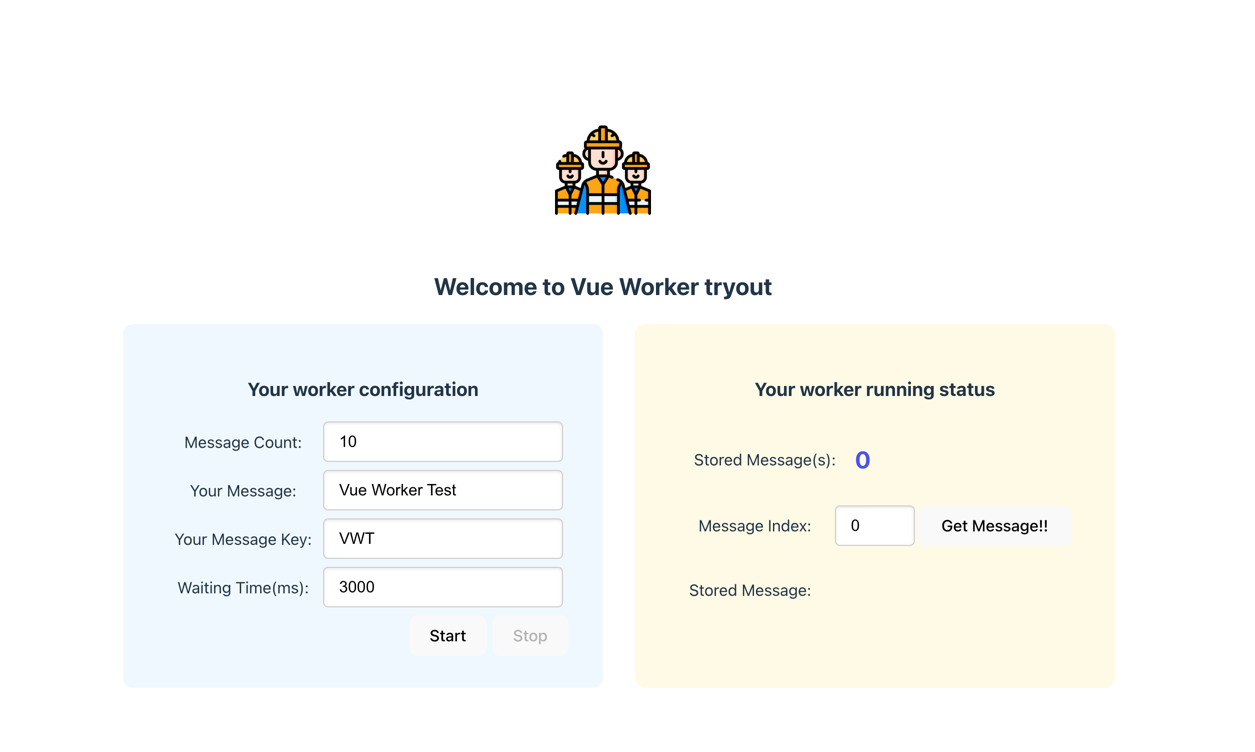 Welcome to Vue Worker tryout
Your worker configuration
Message Count: 10
Your Message: Vue Worker Test
Your Message Key: VWT
Waiting Time(ms): 3000
Start Stop
Your worker running status
Stored Message(s): 0
Message Index: 0 Get Message!!
Stored Message: